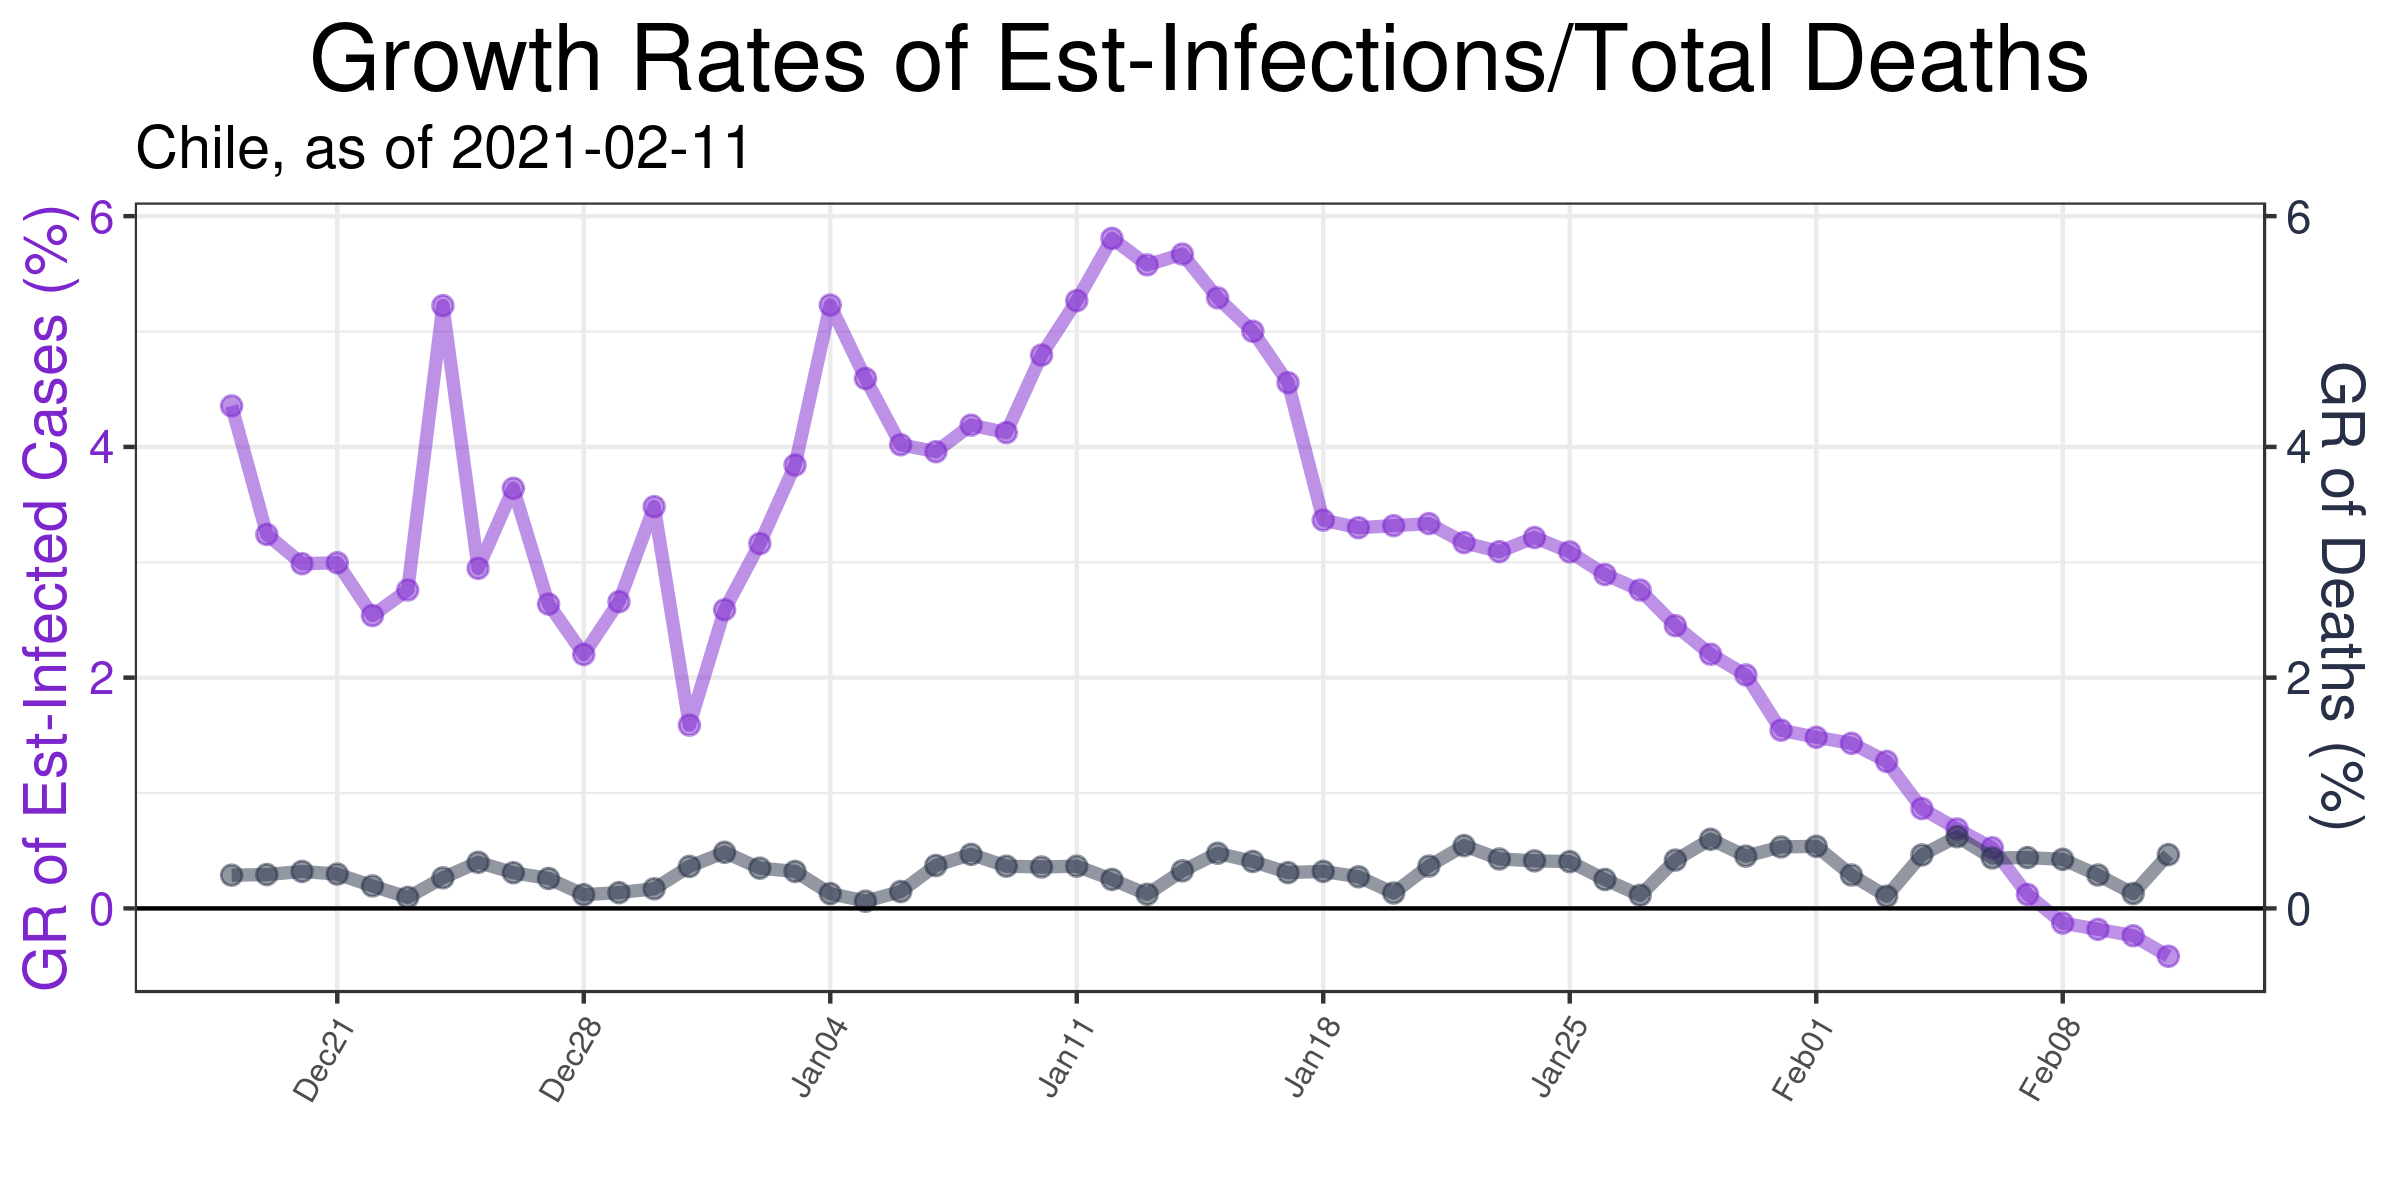 Growth Rates of Est-Infections/Total Deaths
Chile, as of 2021-02-11
GR of Est-Infected Cases (%)
6
4
2
0
6
4
2
0
GR of Deaths (%)
Dec21
Dec28
Jan04
Jan11
Jan18
Jan25
Feb01
Feb08